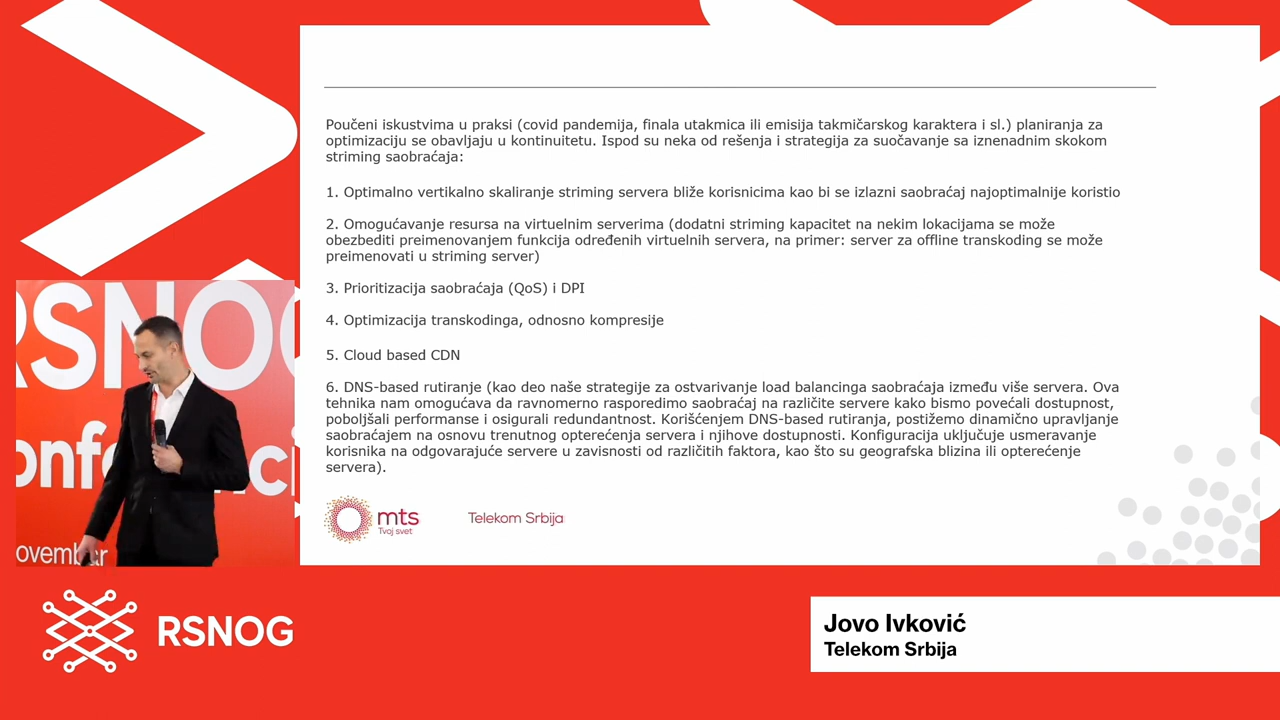 Poučeni iskustvima u praksi (covid pandemija, finala utakmica ili emisija takmičarskog karaktera i sl.) planiranja za
optimizaciju se obavljaju u kontinuitetu. Ispod su neka od rešenja i strategija za suočavanje sa iznenadnim skokom
striming saobraćaja:
1. Optimalno vertikalno skaliranje striming servera bliže korisnicima kao bi se izlazni saobraćaj najoptimalnije koristio
2. Omogućavanje resursa na virtuelnim serverima (dodatni striming kapacitet na nekim lokacijama se može
obezbediti preimenovanjem funkcija određenih virtuelnih servera, na primer: server za offline transkoding se može
preimenovati u striming server)
3. Prioritizacija saobraćaja (QoS) i DPI
4. Optimizacija transkodinga, odnosno kompresije
5. Cloud based CDN
6. DNS-based rutiranje (kao deo naše strategije za ostvarivanje load balancinga saobraćaja između više servera. Ova
tehnika nam omogućava da ravnomerno rasporedimo saobraćaj na različite servere kako bismo povećali dostupnost,
poboljšali performanse i osigurali redundantnost. Korišćenjem DNS-based rutiranja, postižemo dinamično upravljanje
saobraćajem na osnovu trenutnog opterećenja servera i njihove dostupnosti. Konfiguracija uključuje usmeravanje
korisnika na odgovarajuće servere u zavisnosti od različitih faktora, kao što su geografska blizina ili opterećenje
servera).
mts
Tvoj svet
Telekom Srbija
RSNOG
Jovo Ivković
Telekom Srbija